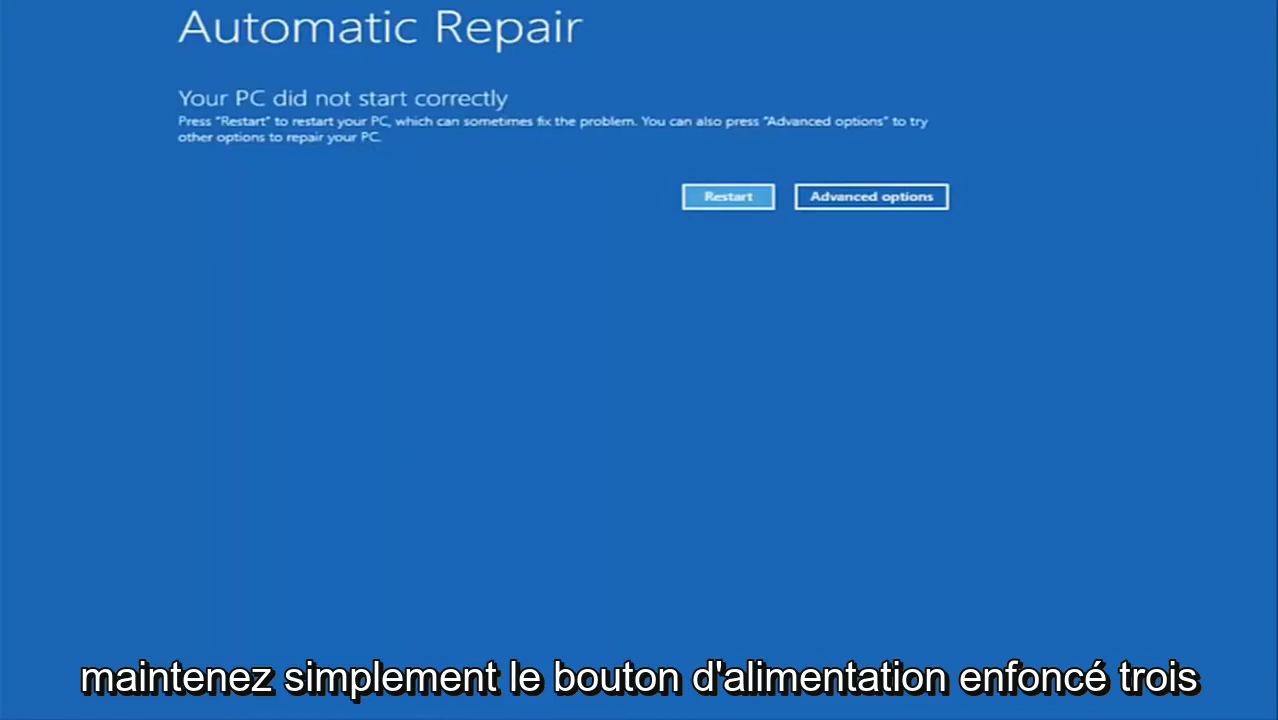 Automatic Repair
Your PC did not start correctly
Press “Restart” to restart your PC, which can sometimes fix the problem. You can also press “Advanced options” to try
other options to repair your PC.
Restart
Advanced options
maintenez simplement le bouton d'alimentation enfoncé trois